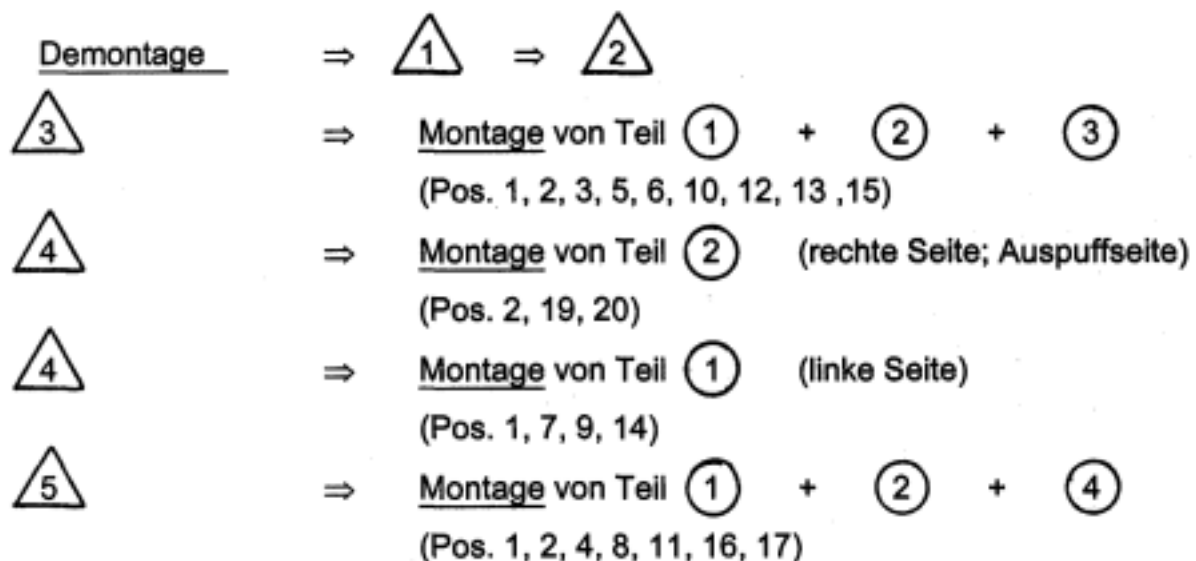 Demontage ⇒ 1 ⇒ 2
3 ⇒ Montage von Teil 1 + 2 + 3
(Pos. 1, 2, 3, 5, 6, 10, 12, 13 ,15)
4 ⇒ Montage von Teil 2 (rechte Seite; Auspuffseite)
(Pos. 2, 19, 20)
4 ⇒ Montage von Teil 1 (linke Seite)
(Pos. 1, 7, 9, 14)
5 ⇒ Montage von Teil 1 + 2 + 4
(Pos. 1, 2, 4, 8, 11, 16, 17)